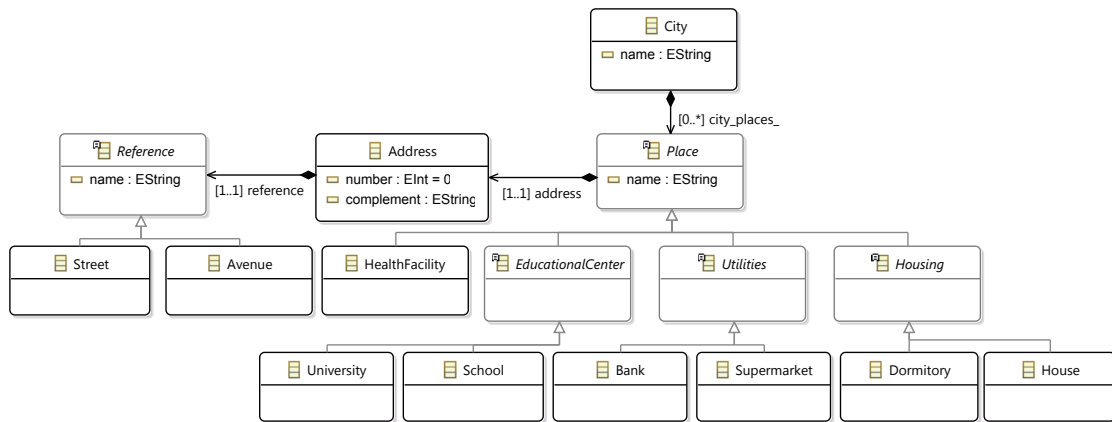 City
name : EString
[0..*] city_places_
Reference
name : EString
[1..1] reference
Address
number : EInt = 0
complement : EString
[1..1] address
Place
name : EString
Street
Avenue
HealthFacility
EducationalCenter
Utilities
Housing
University
School
Bank
Supermarket
Dormitory
House